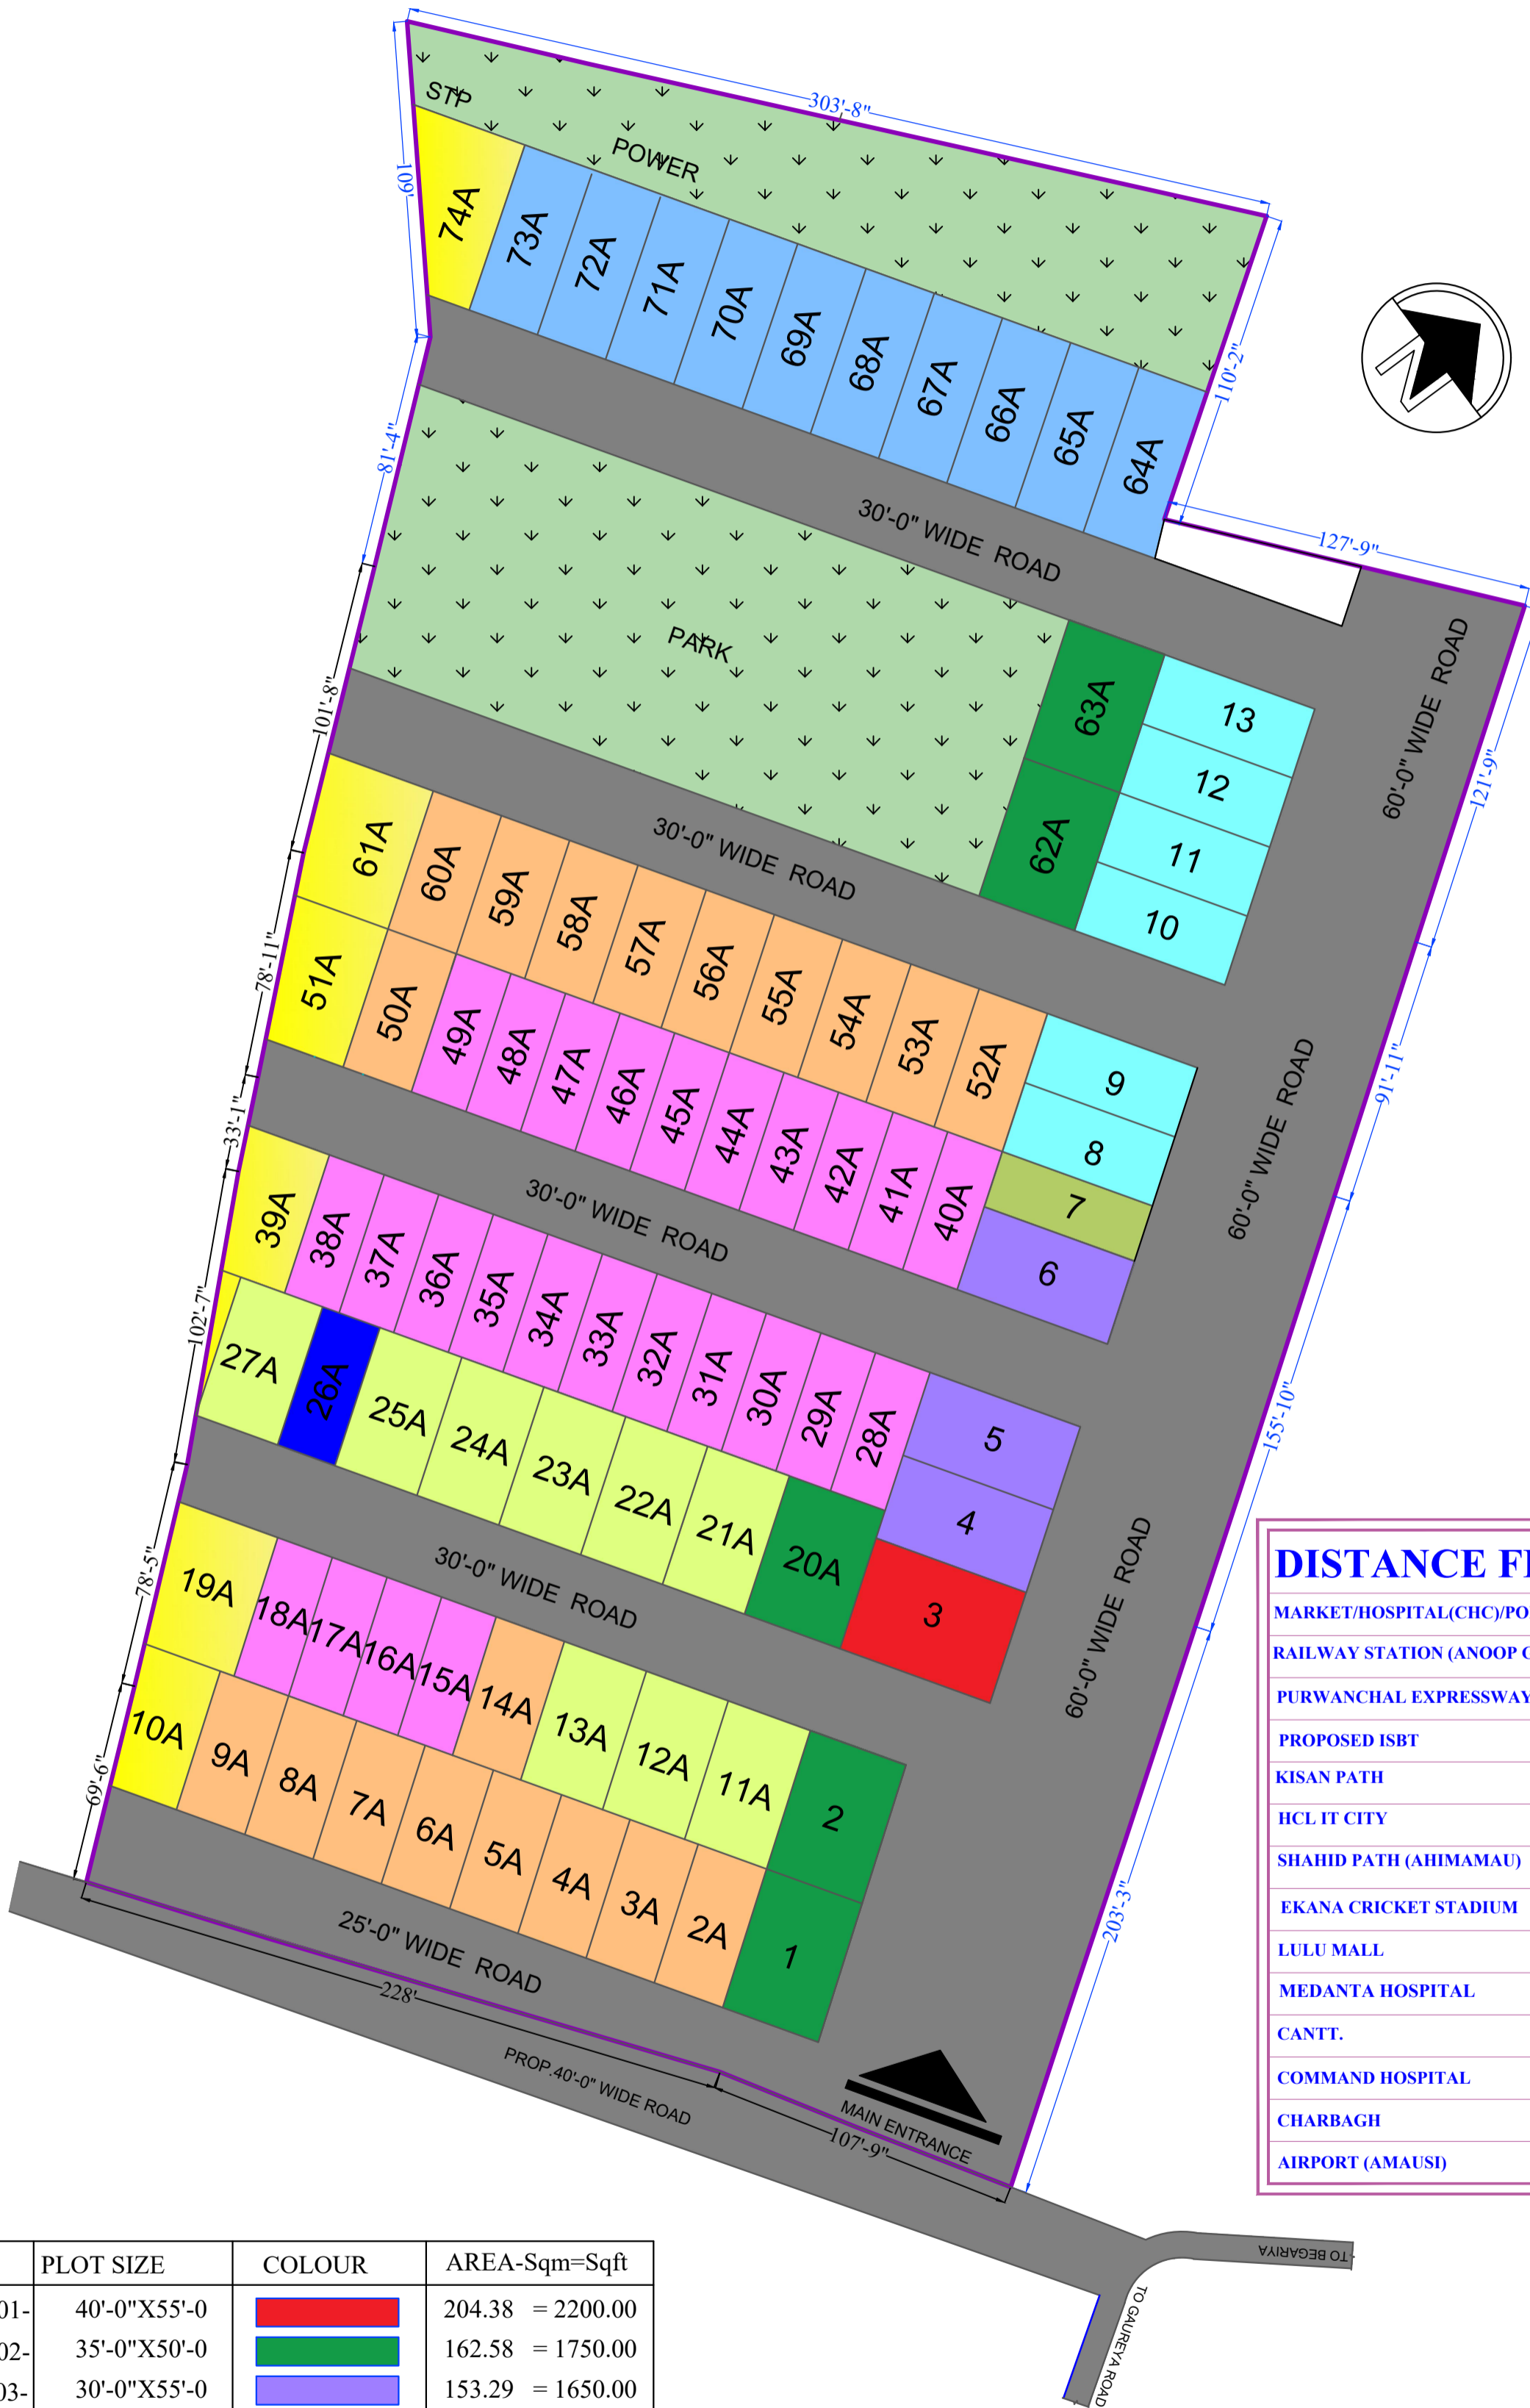 303'-8"
109'
STP
POWER
74A
73A
72A
71A
70A
69A
68A
67A
66A
65A
64A
110'-2"
N
81'-4"
30'-0" WIDE ROAD
127'-9"
PARK
63A
62A
13
12
11
10
60'-0" WIDE ROAD
121'-9"
101'-8"
30'-0" WIDE ROAD
61A
60A
59A
58A
57A
56A
55A
54A
53A
52A
9
8
7
6
51A
50A
49A
48A
47A
46A
45A
44A
43A
42A
41A
40A
78'-11"
60'-0" WIDE ROAD
91'-11"
33'-1"
30'-0" WIDE ROAD
39A
38A
37A
36A
35A
34A
33A
32A
31A
30A
29A
28A
5
4
3
102'-7"
27A
26A
25A
24A
23A
22A
21A
20A
155'-10"
60'-0" WIDE ROAD
30'-0" WIDE ROAD
78'-5"
19A
18A
17A
16A
15A
14A
13A
12A
11A
2
1
69'-6"
10A
9A
8A
7A
6A
5A
4A
3A
2A
203'-3"
25'-0" WIDE ROAD
228'
PROP.40'-0" WIDE ROAD
MAIN ENTRANCE
107'-9"
TO BEGARIYA
TO GAUREYA ROAD
DISTANCE F
MARKET/HOSPITAL(CHC)/PO
RAILWAY STATION (ANOOP
PURWANCHAL EXPRESSWAY
PROPOSED ISBT
KISAN PATH
HCL IT CITY
SHAHID PATH (AHIMAMAU)
EKANA CRICKET STADIUM
LULU MALL
MEDANTA HOSPITAL
CANTT.
COMMAND HOSPITAL
CHARBAGH
AIRPORT (AMAUSI)
PLOT SIZE COLOUR AREA-Sqm=Sqft
01- 40'-0"X55'-0 204.38 = 2200.00
02- 35'-0"X50'-0 162.58 = 1750.00
03- 30'-0"X55'-0 153.29 = 1650.00